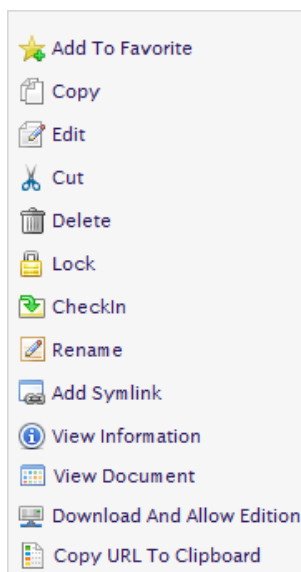 Add To Favorite
Copy
Edit
Cut
Delete
Lock
CheckIn
Rename
Add Symlink
View Information
View Document
Download And Allow Edition
Copy URL To Clipboard